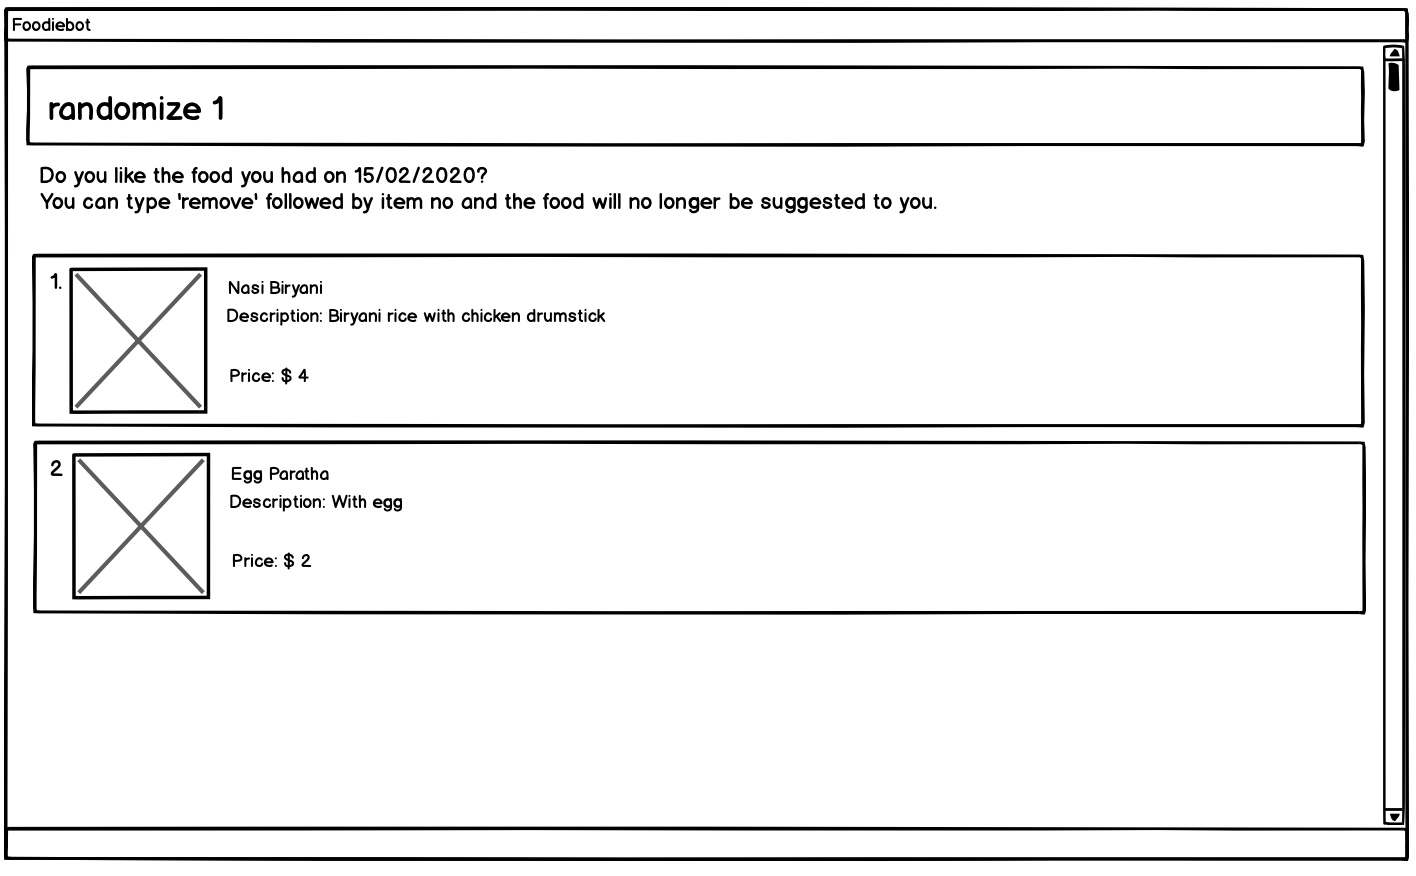 Foodiebot
randomize 1
Do you like the food you had on 15/02/2020?
You can type 'remove' followed by item no and the food will no longer be suggested to you.
1.
Nasi Biryani
Description: Biryani rice with chicken drumstick
Price: $ 4
2
Egg Paratha
Description: With egg
Price: $ 2